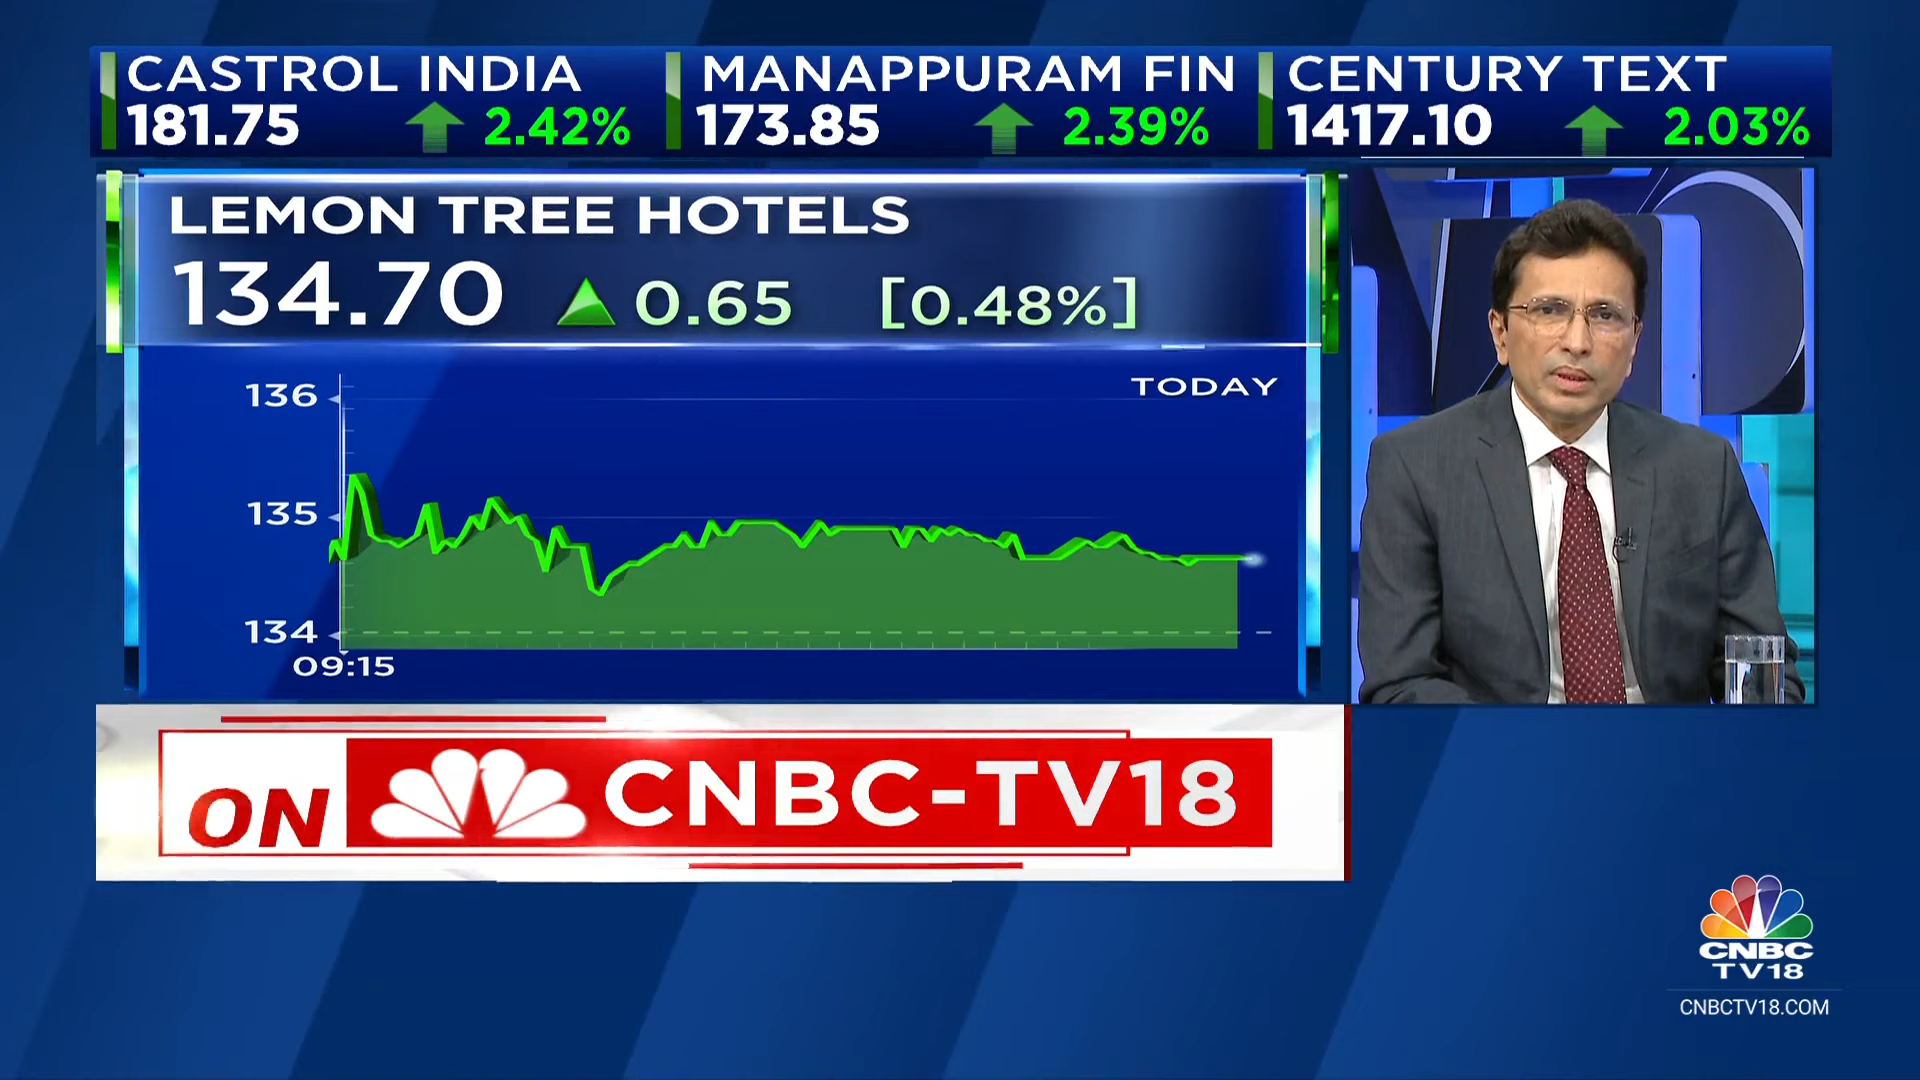 CASTROL INDIA
181.75 2.42%
MANAPPURAM FIN
173.85 2.39%
CENTURY TEXT
1417.10 2.03%
LEMON TREE HOTELS
134.70 0.65 [0.48%]
TODAY
136
135
134
09:15
ON CNBC-TV18
CNBC
TV18
CNBCTV18.COM